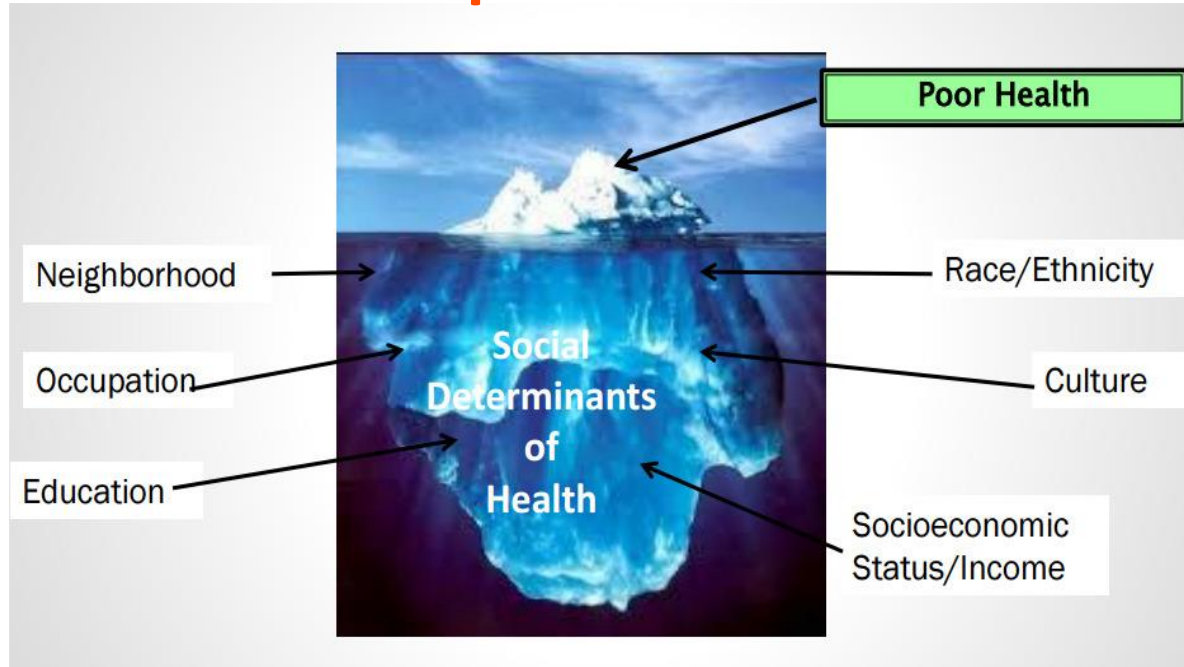 Poor Health
Neighborhood
Race/Ethnicity
Occupation
Culture
Education
Social
Determinants
of
Health
Socioeconomic
Status/Income